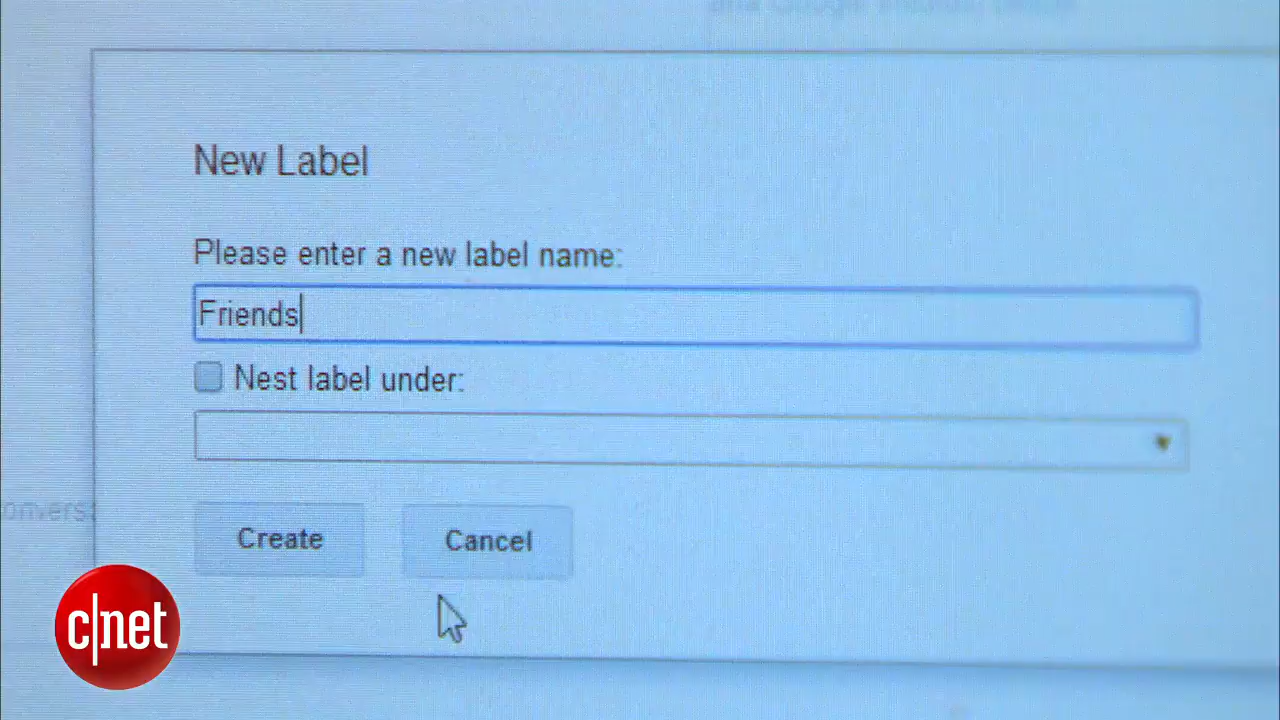 New Label
Please enter a new label name:
Friends
Nest label under:
Create
Cancel
c|net